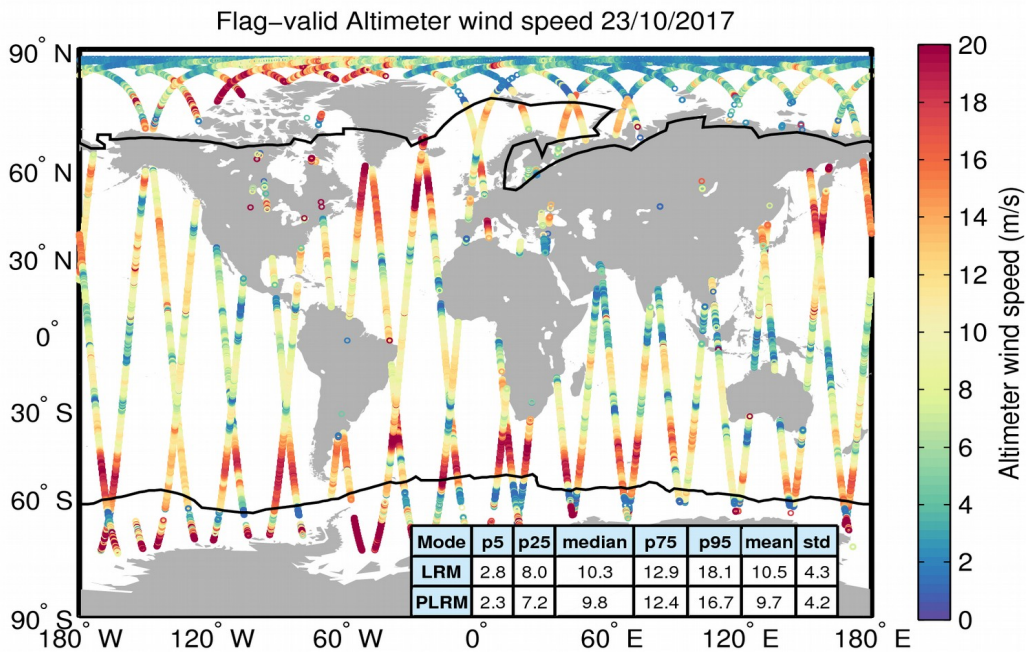 Flag−valid Altimeter wind speed 23/10/2017
90° N
60° N
30° N
0°
30° S
60° S
90° S
180° W
120° W
60° W
0°
60° E
120° E
180° E
Mode p5 p25 median p75 p95 mean std
LRM 2.8 8.0 10.3 12.9 18.1 10.5 4.3
PLRM 2.3 7.2 9.8 12.4 16.7 9.7 4.2
20
18
16
14
12
10
8
6
4
2
0
Altimeter wind speed (m/s)